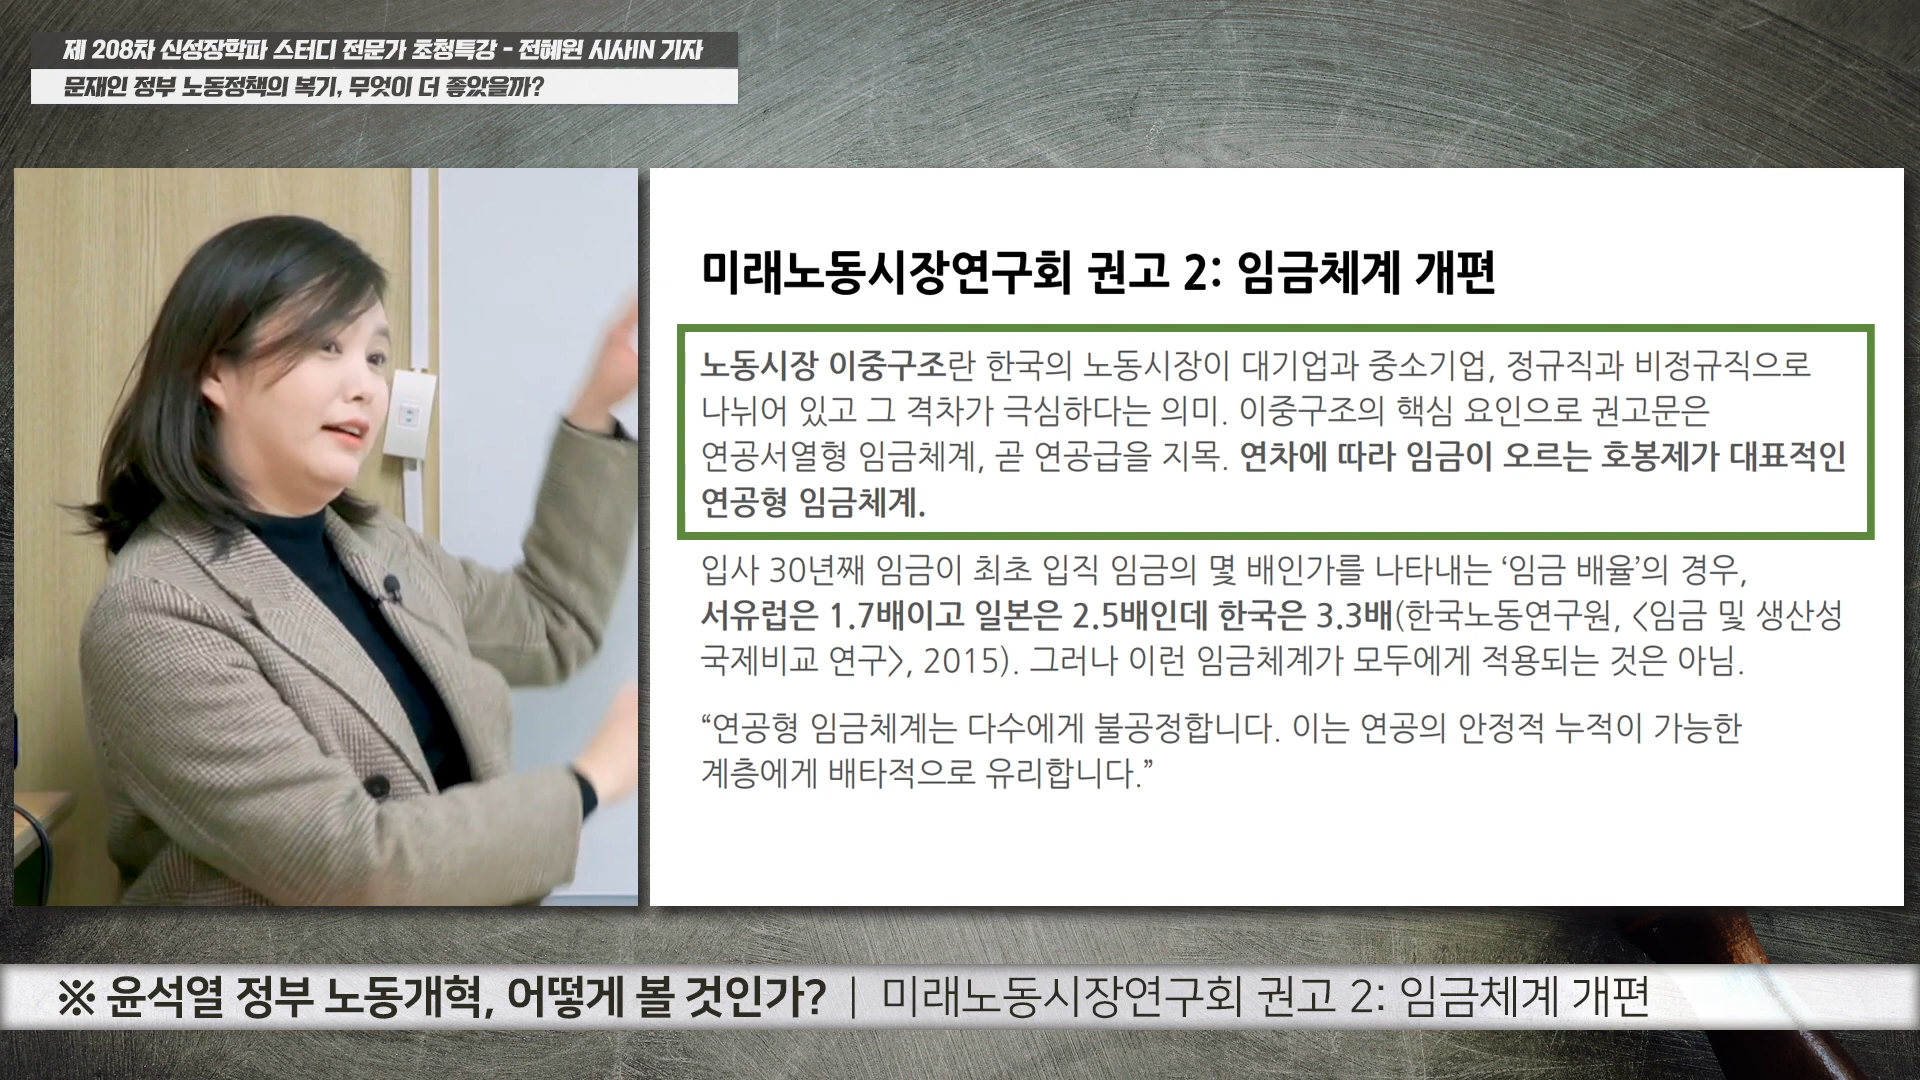 제 208차 신성장학파 스터디 전문가 초청특강 - 전혜원 시사IN 기자
문재인 정부 노동정책의 복기, 무엇이 더 좋았을까?
미래노동시장연구회 권고 2: 임금체계 개편
노동시장 이중구조란 한국의 노동시장이 대기업과 중소기업, 정규직과 비정규직으로
나뉘어 있고 그 격차가 극심하다는 의미. 이중구조의 핵심 요인으로 권고문은
연공서열형 임금체계, 곧 연공급을 지목. 연차에 따라 임금이 오르는 호봉제가 대표적인
연공형 임금체계.
입사 30년째 임금이 최초 입직 임금의 몇 배인가를 나타내는 ‘임금 배율’의 경우,
서유럽은 1.7배이고 일본은 2.5배인데 한국은 3.3배(한국노동연구원, <임금 및 생산성
국제비교 연구>, 2015). 그러나 이런 임금체계가 모두에게 적용되는 것은 아님.
“연공형 임금체계는 다수에게 불공정합니다. 이는 연공의 안정적 누적이 가능한
계층에게 배타적으로 유리합니다.”
※ 윤석열 정부 노동개혁, 어떻게 볼 것인가? | 미래노동시장연구회 권고 2: 임금체계 개편